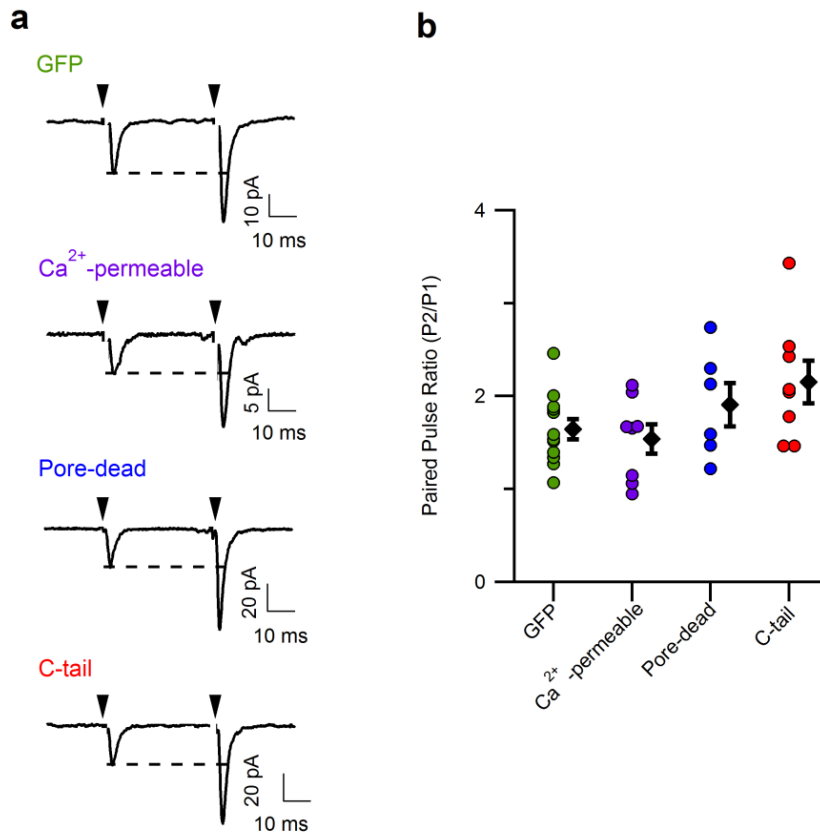 a
GFP
10 pA
10 ms
Ca²⁺-permeable
5 pA
10 ms
Pore-dead
20 pA
10 ms
C-tail
20 pA
10 ms
b
Paired Pulse Ratio (P2/P1)
4
2
0
GFP
Ca²⁺-permeable
Pore-dead
C-tail